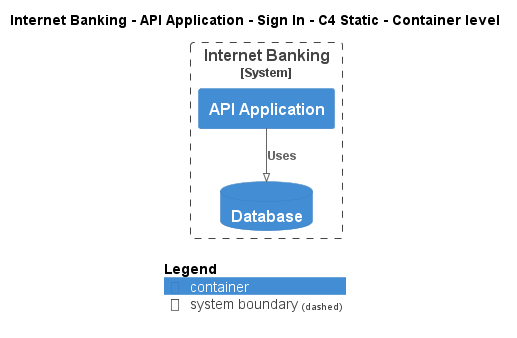 Internet Banking - API Application - Sign In - C4 Static - Container level
Internet Banking
[System]
API Application
Uses
Database
Legend
container
system boundary (dashed)